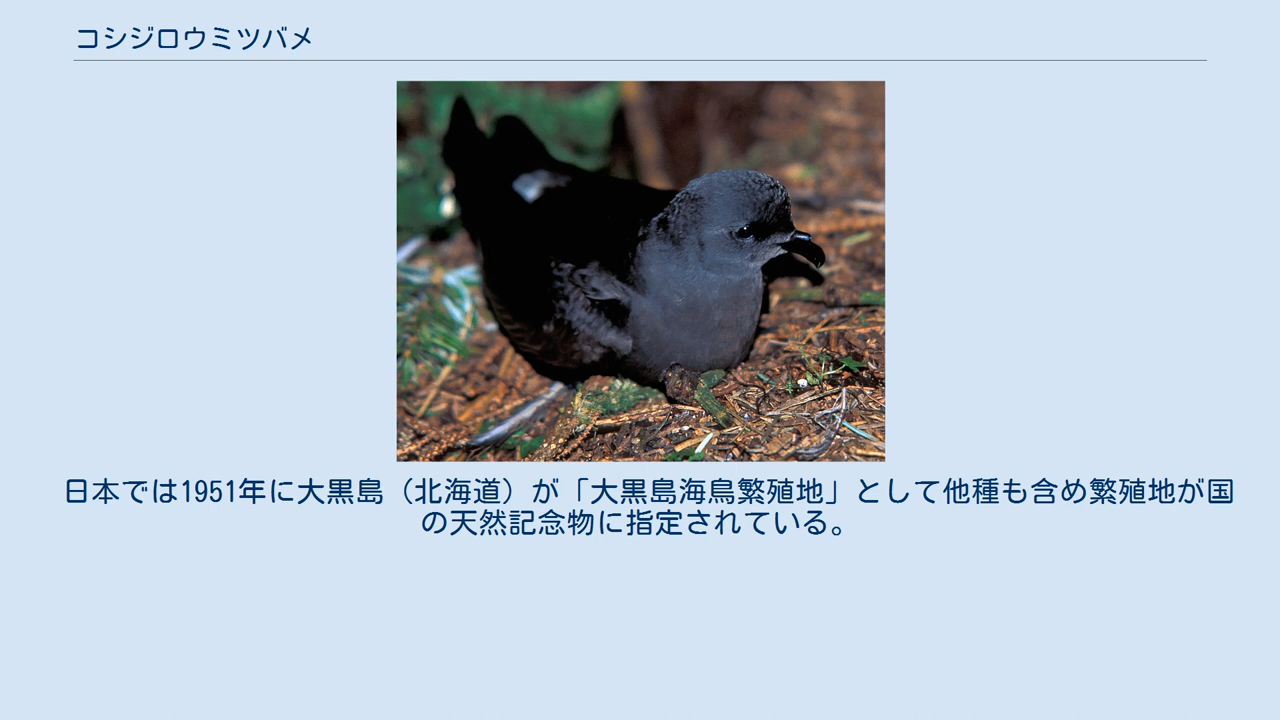 コシジロウミツバメ
日本では1951年に大黒島（北海道）が「大黒島海鳥繁殖地」として他種も含め繁殖地が国
の天然記念物に指定されている。